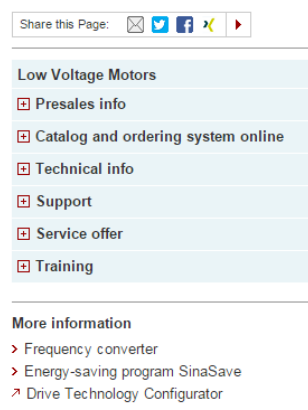 Share this Page:
Low Voltage Motors
Presales info
Catalog and ordering system online
Technical info
Support
Service offer
Training
More information
Frequency converter
Energy-saving program SinaSave
Drive Technology Configurator